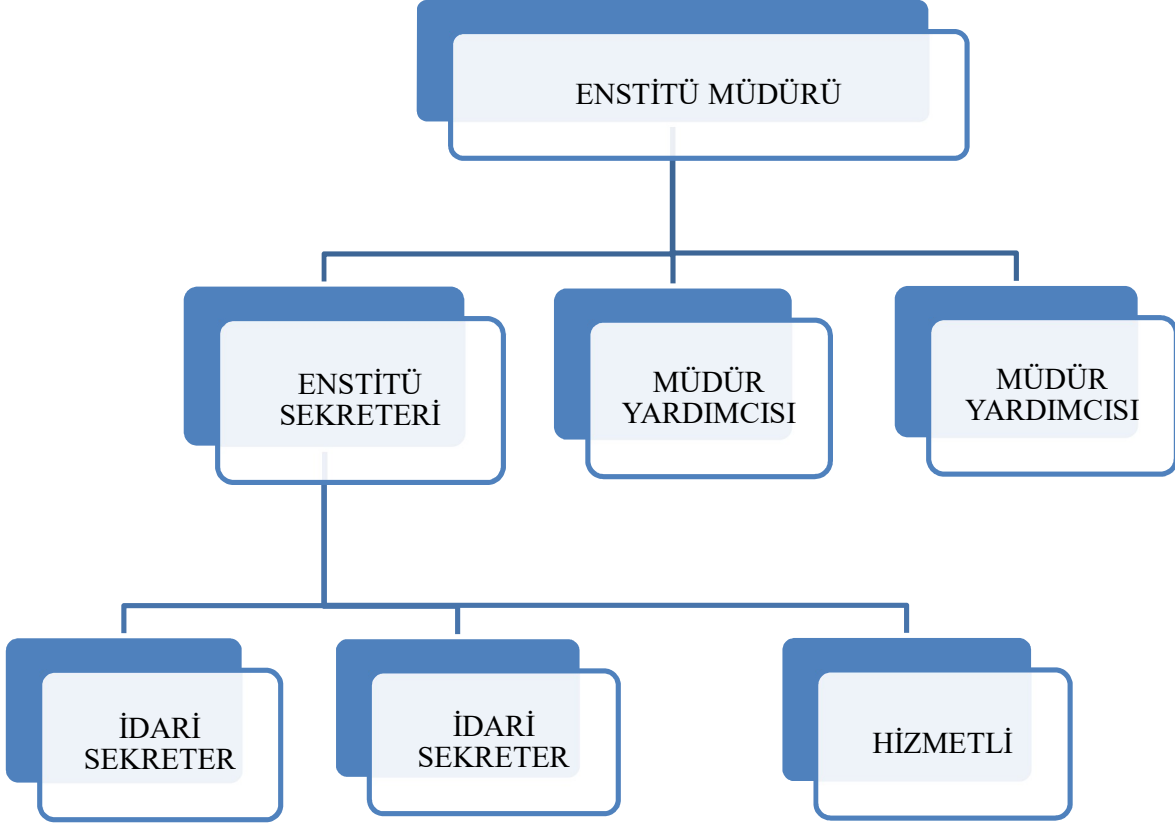 ENSTİTÜ MÜDÜRÜ
ENSTİTÜ
SEKRETERİ
MÜDÜR
YARDIMCISI
MÜDÜR
YARDIMCISI
İDARİ
SEKRETER
İDARİ
SEKRETER
HİZMETLİ